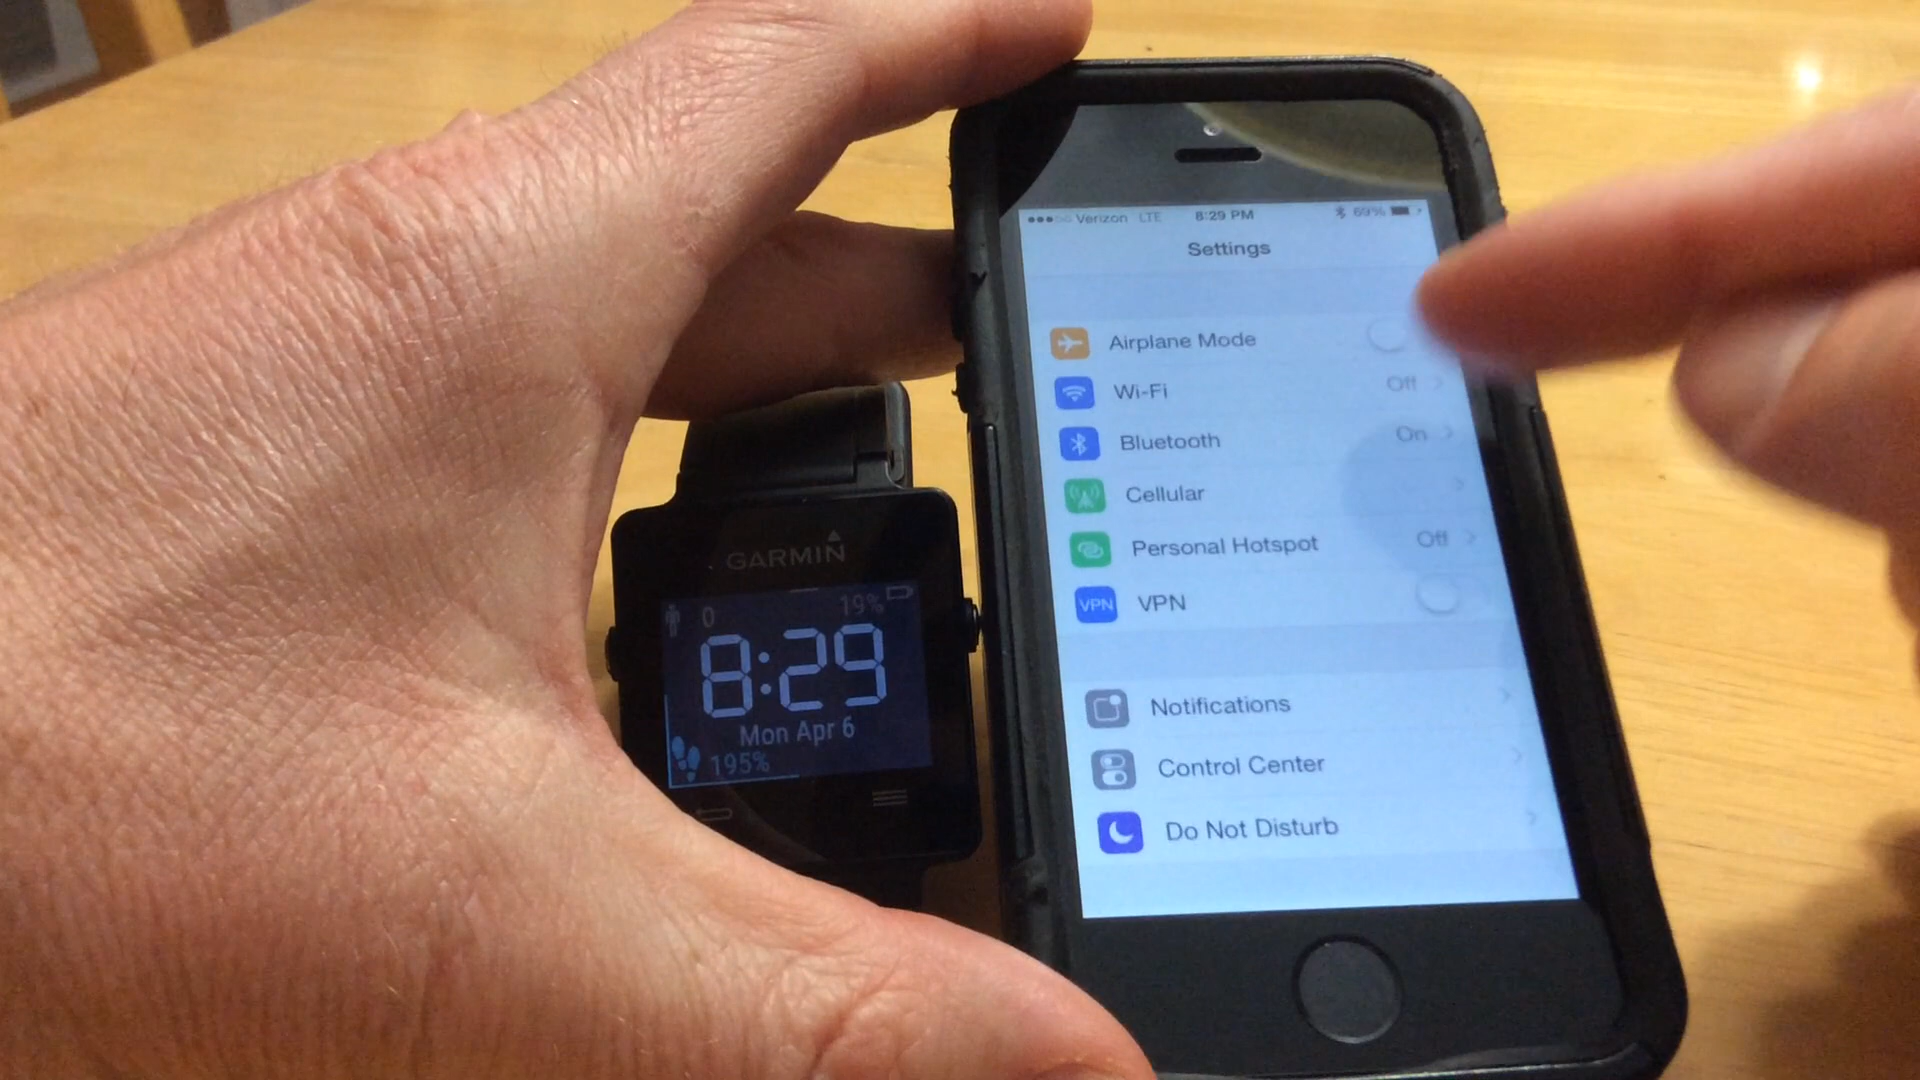 Verizon LTE 8:29 PM 69%
Settings
Airplane Mode
Wi-Fi Off
Bluetooth On
Cellular
Personal Hotspot Off
VPN VPN
Notifications
Control Center
Do Not Disturb
GARMIN
0 19%
8:29
Mon Apr 6
195%